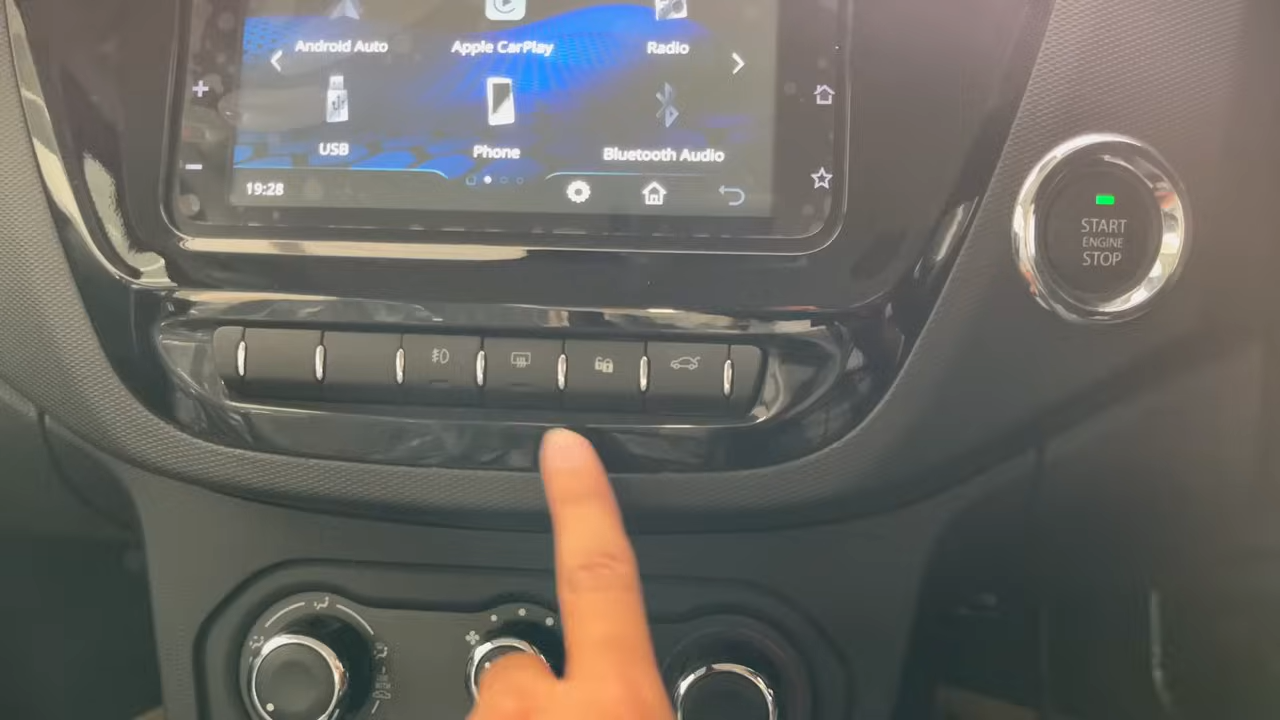 Android Auto
Apple CarPlay
Radio
USB
Phone
Bluetooth Audio
19:28
START
ENGINE
STOP